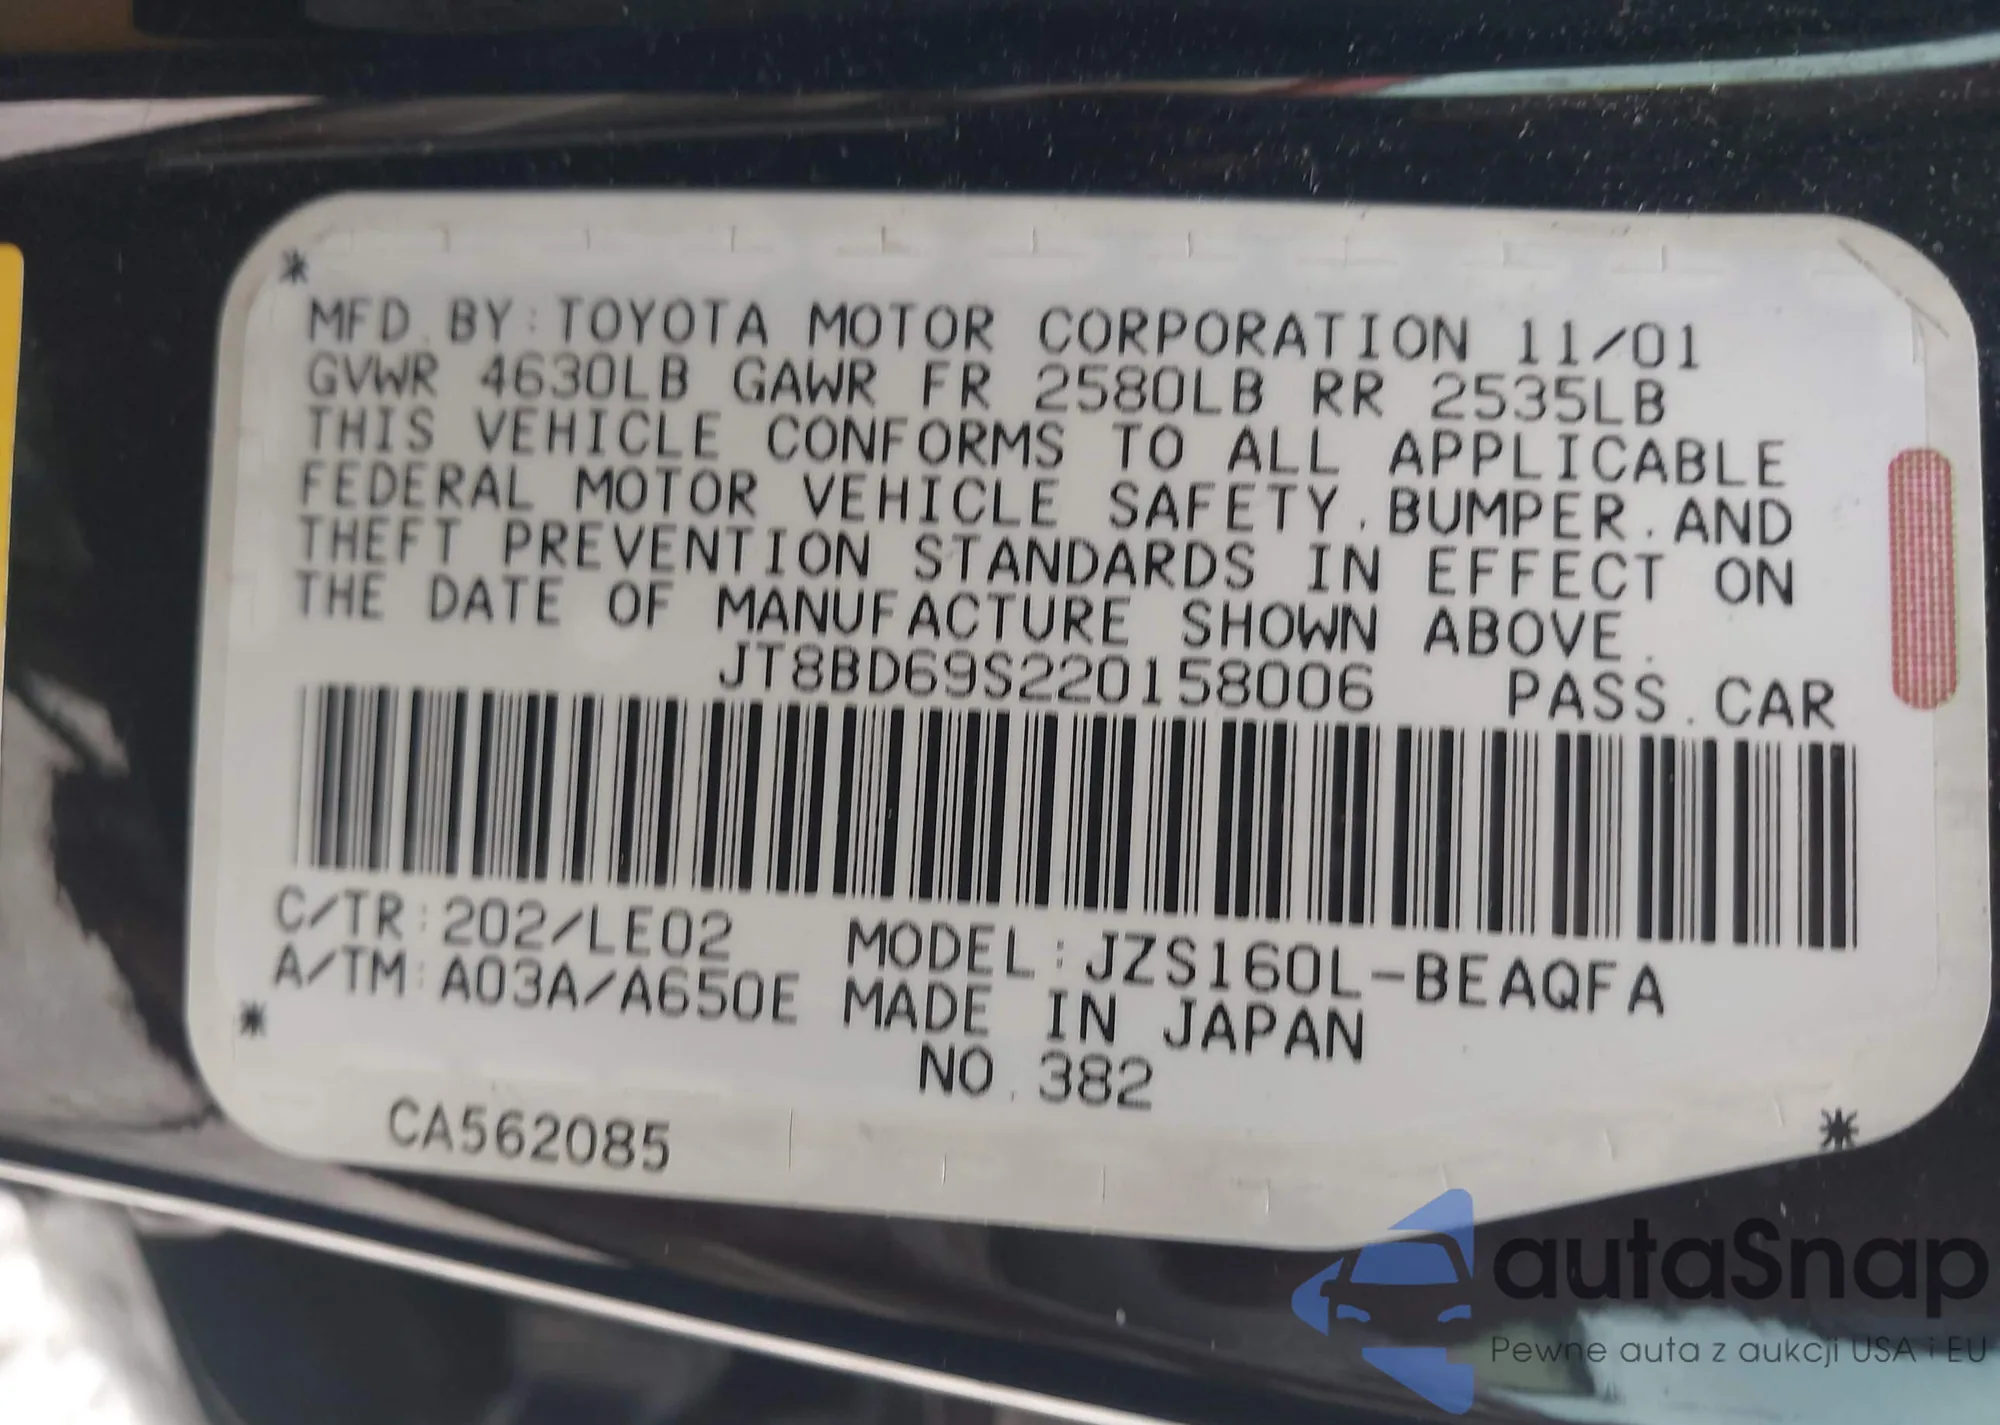 *
MFD. BY: TOYOTA MOTOR CORPORATION 11/01
GVWR 4630LB GAWR FR 2580LB RR 2535LB
THIS VEHICLE CONFORMS TO ALL APPLICABLE
FEDERAL MOTOR VEHICLE SAFETY, BUMPER, AND
THEFT PREVENTION STANDARDS IN EFFECT ON
THE DATE OF MANUFACTURE SHOWN ABOVE.
JT8BD69S220158006 PASS. CAR
C/TR: 202/LE02 MODEL: JZS160L-BEAQFA
A/TM: A03A/A650E MADE IN JAPAN
* NO. 382
CA562085 *
autaSnap
Pewne auta z aukcji USA i EU